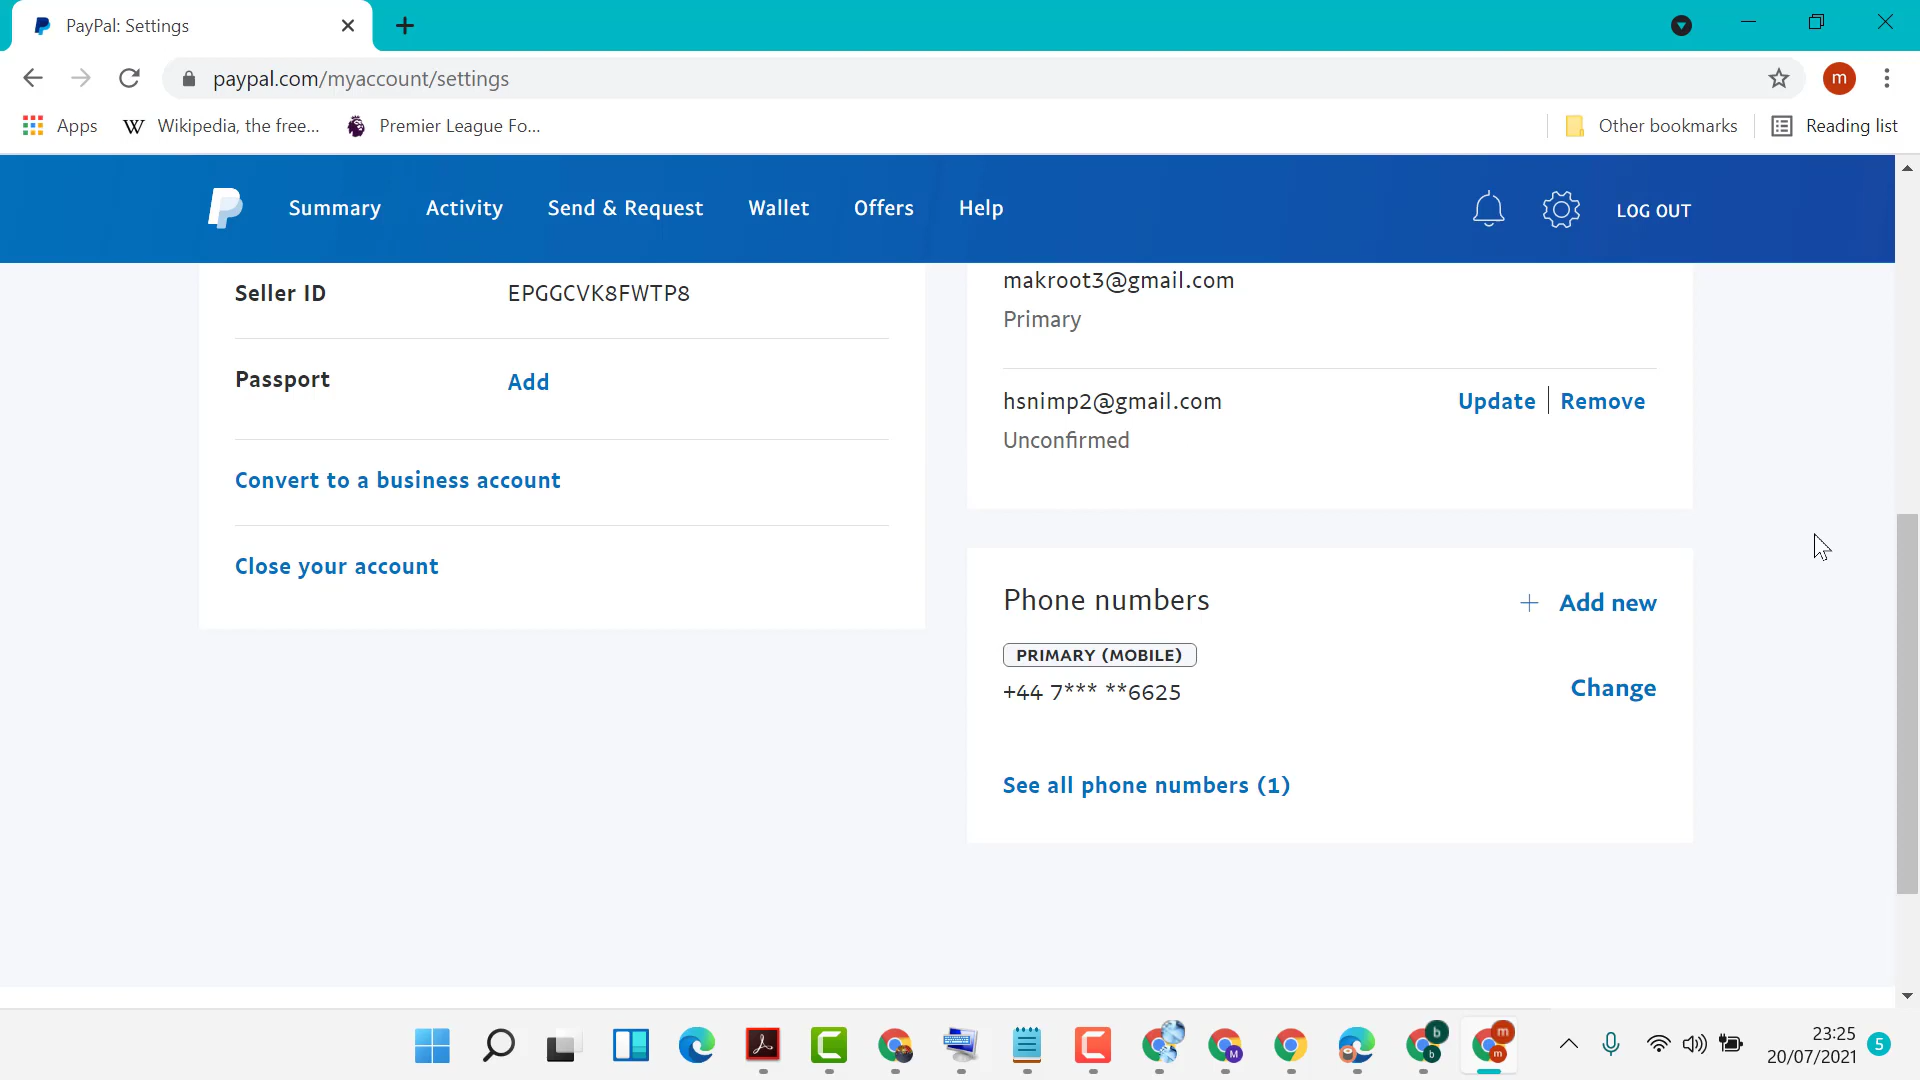 PayPal: Settings
paypal.com/myaccount/settings
m
Apps
Wikipedia, the free...
Premier League Fo...
Other bookmarks
Reading list
Summary
Activity
Send & Request
Wallet
Offers
Help
LOG OUT
Seller ID
EPGGCVK8FWTP8
Passport
Add
Convert to a business account
Close your account
makroot3@gmail.com
Primary
hsnimp2@gmail.com
Update
Remove
Unconfirmed
Phone numbers
+ Add new
PRIMARY (MOBILE)
+44 7*** **6625
Change
See all phone numbers (1)
M
b
b
m
m
23:25
20/07/2021
5